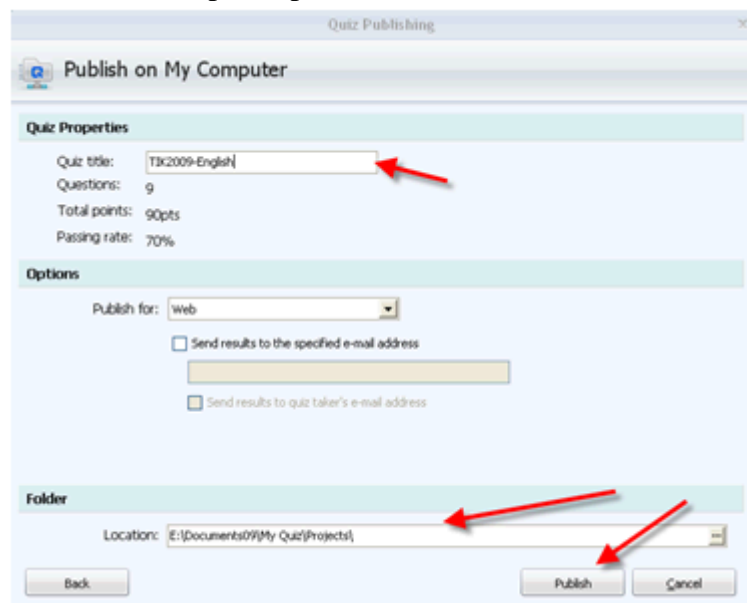 Quiz Publishing
Publish on My Computer
Quiz Properties
Quiz title: TIK2009-English
Questions: 9
Total points: 90pts
Passing rate: 70%
Options
Publish for: Web
Send results to the specified e-mail address
Send results to quiz taker's e-mail address
Folder
Location: E:\Documents09\My Quiz\Projects\
Back Publish Cancel